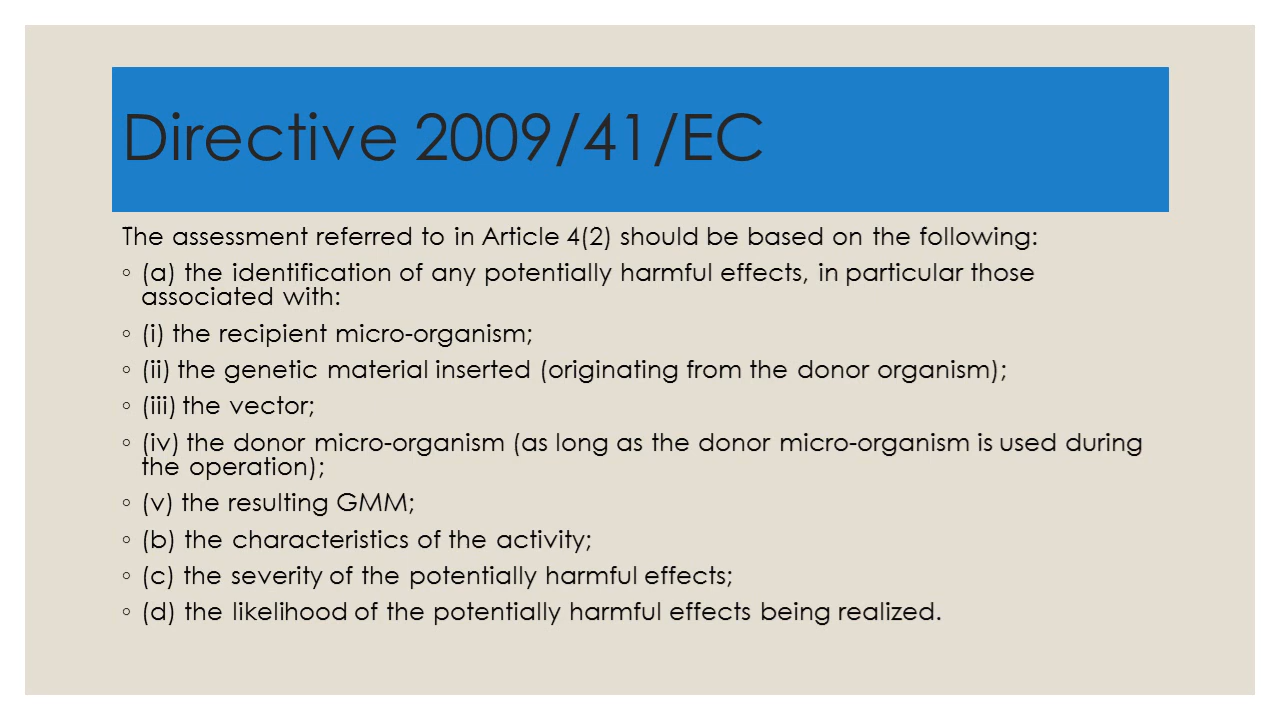 Directive 2009/41/EC
The assessment referred to in Article 4(2) should be based on the following:
◦ (a) the identification of any potentially harmful effects, in particular those
associated with:
◦ (i) the recipient micro-organism;
◦ (ii) the genetic material inserted (originating from the donor organism);
◦ (iii) the vector;
◦ (iv) the donor micro-organism (as long as the donor micro-organism is used during
the operation);
◦ (v) the resulting GMM;
◦ (b) the characteristics of the activity;
◦ (c) the severity of the potentially harmful effects;
◦ (d) the likelihood of the potentially harmful effects being realized.